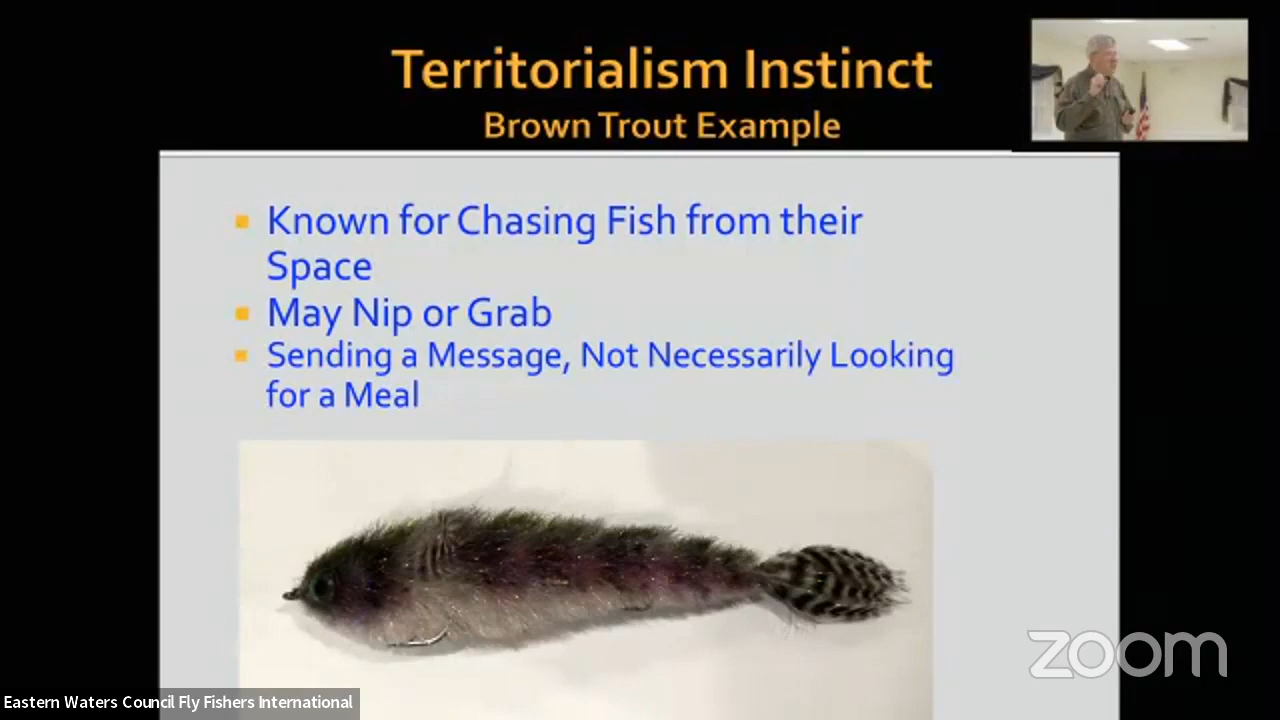 Territorialism Instinct
Brown Trout Example
Known for Chasing Fish from their
Space
May Nip or Grab
Sending a Message, Not Necessarily Looking
for a Meal
zoom
Eastern Waters Council Fly Fishers International